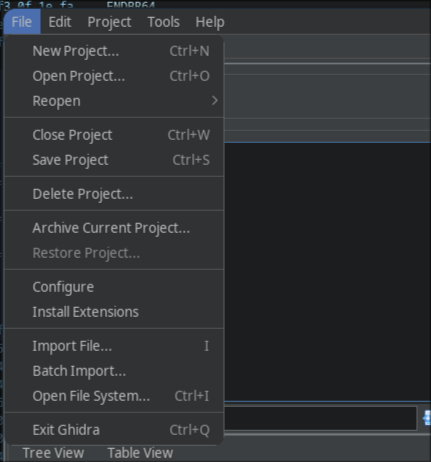 f3 0f 1e fa ENDBR64
File Edit Project Tools Help
New Project... Ctrl+N
Open Project... Ctrl+O
Reopen
Close Project Ctrl+W
Save Project Ctrl+S
Delete Project...
Archive Current Project...
Restore Project...
Configure
Install Extensions
Import File... I
Batch Import...
Open File System... Ctrl+I
Exit Ghidra Ctrl+Q
Tree View Table View